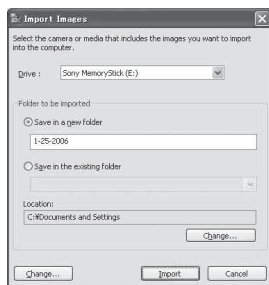 Import Images
Select the camera or media that includes the images you want to import
into the computer.
Drive : Sony MemoryStick (E:)
Folder to be imported
Save in a new folder
1-25-2006
Save in the existing folder
Location:
C:¥Documents and Settings
Change...
Change... Import Cancel